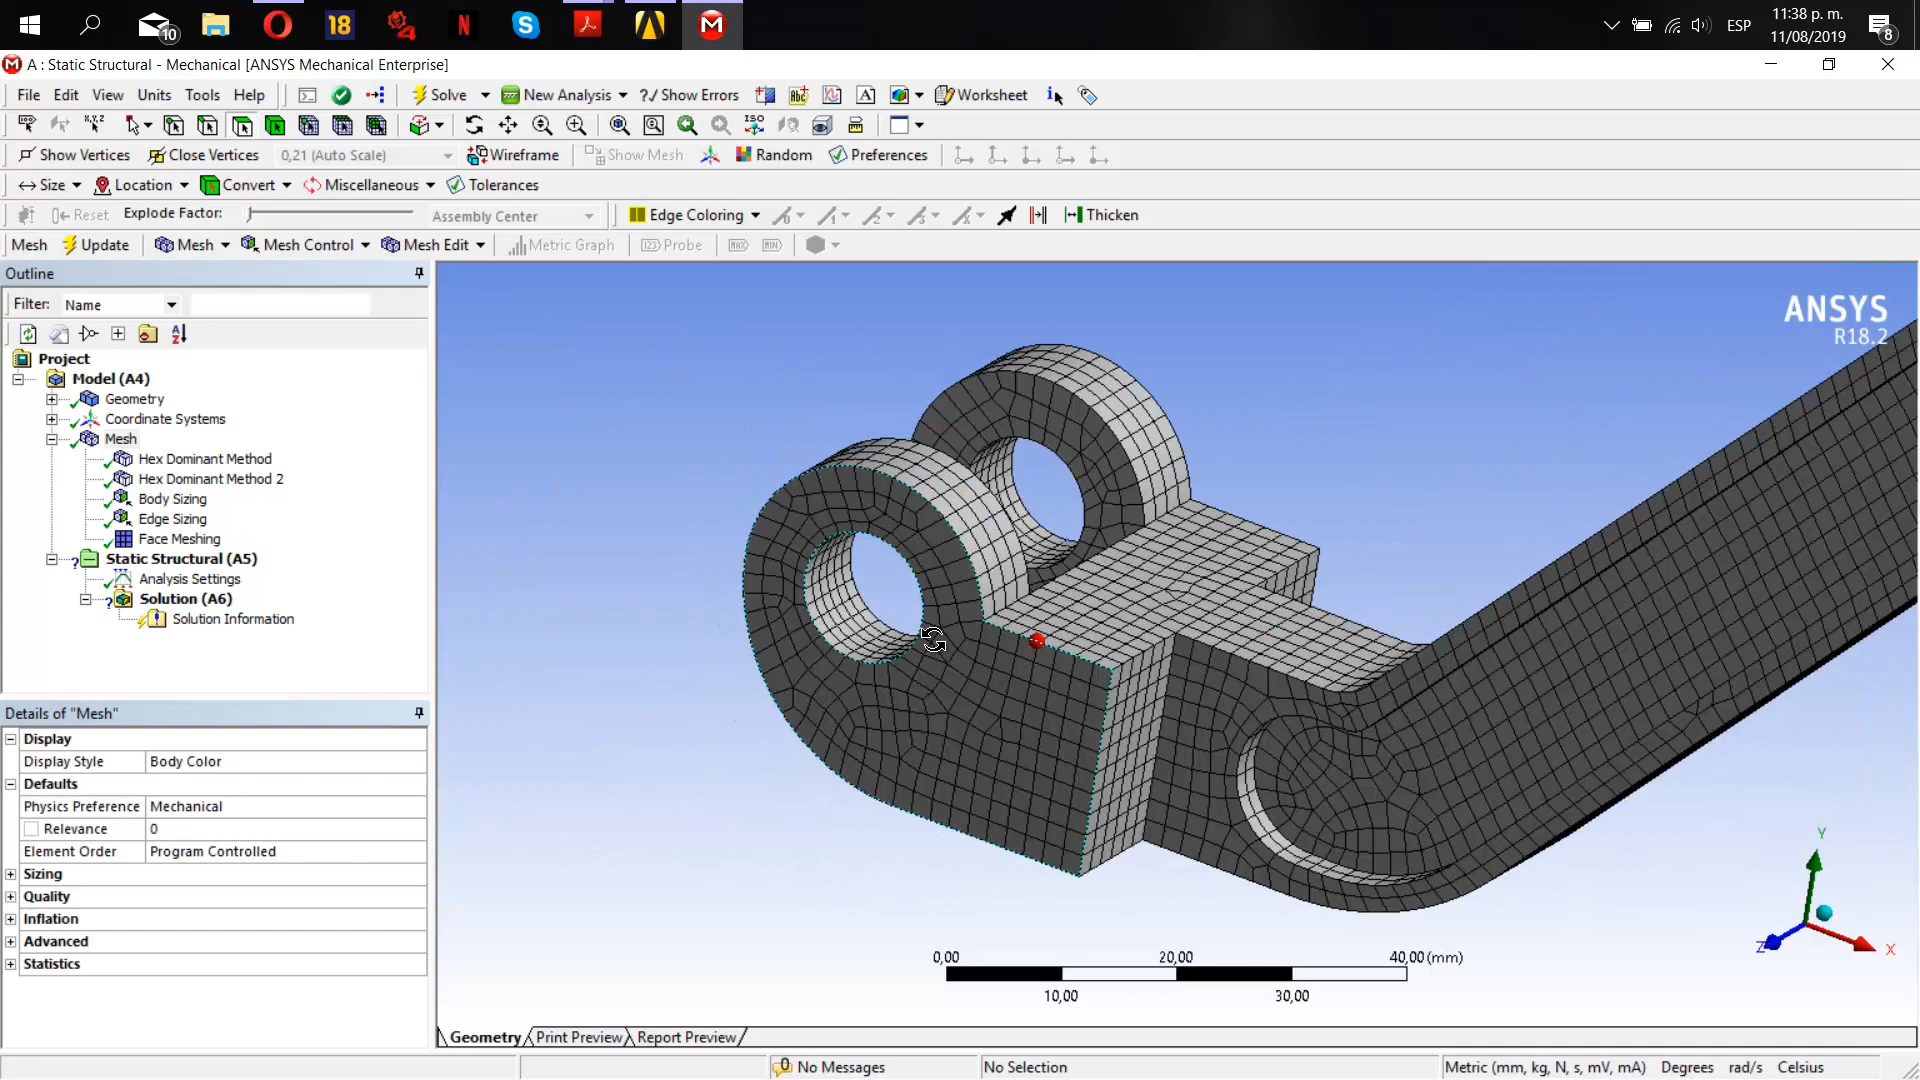 10
18
4
N
ESP
11:38 p. m.
11/08/2019
8
A : Static Structural - Mechanical [ANSYS Mechanical Enterprise]
File Edit View Units Tools Help Solve New Analysis ?/ Show Errors Abc A Worksheet i
X,Y,Z ISO
Show Vertices Close Vertices 0,21 (Auto Scale) Wireframe Show Mesh Random Preferences
Size Location Convert Miscellaneous Tolerances
Reset Explode Factor: Assembly Center Edge Coloring Thicken
Mesh Update Mesh Mesh Control Mesh Edit Metric Graph Probe MAX MIN
Outline
Filter: Name
Project
Model (A4)
Geometry
Coordinate Systems
Mesh
Hex Dominant Method
Hex Dominant Method 2
Body Sizing
Edge Sizing
Face Meshing
Static Structural (A5)
Analysis Settings
Solution (A6)
Solution Information
Details of "Mesh"
Display
Display Style Body Color
Defaults
Physics Preference Mechanical
Relevance 0
Element Order Program Controlled
Sizing
Quality
Inflation
Advanced
Statistics
ANSYS
R18.2
Y
Z
X
0,00 20,00 40,00 (mm)
10,00 30,00
Geometry Print Preview Report Preview
0 No Messages No Selection Metric (mm, kg, N, s, mV, mA) Degrees rad/s Celsius